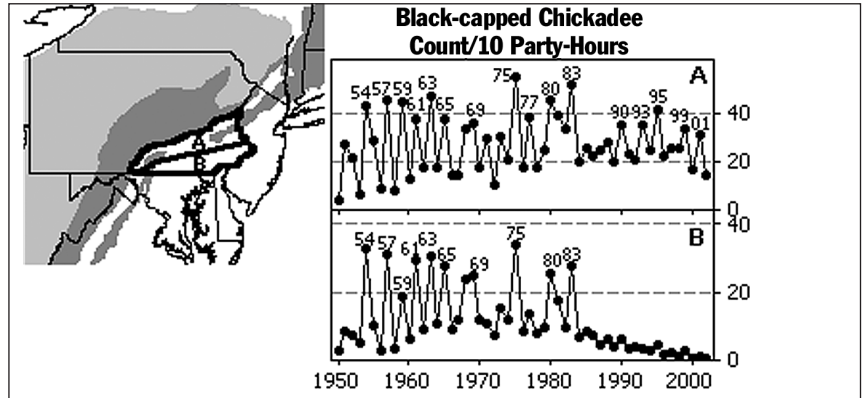 Black-capped Chickadee
Count/10 Party-Hours
A
B
A
54 57 59 61 63 65 69 75 77 80 83 90 93 95 99 01
40
20
0
B
54 57 59 61 63 65 69 75 80 83
40
20
0
1950 1960 1970 1980 1990 2000